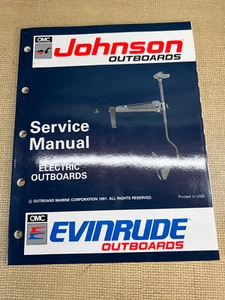 OMC
Johnson
OUTBOARDS
Service
Manual
ELECTRIC
OUTBOARDS
© OUTBOARD MARINE CORPORATION 1991. ALL RIGHTS RESERVED.
Printed in USA
OMC
EVINRUDE
OUTBOARDS